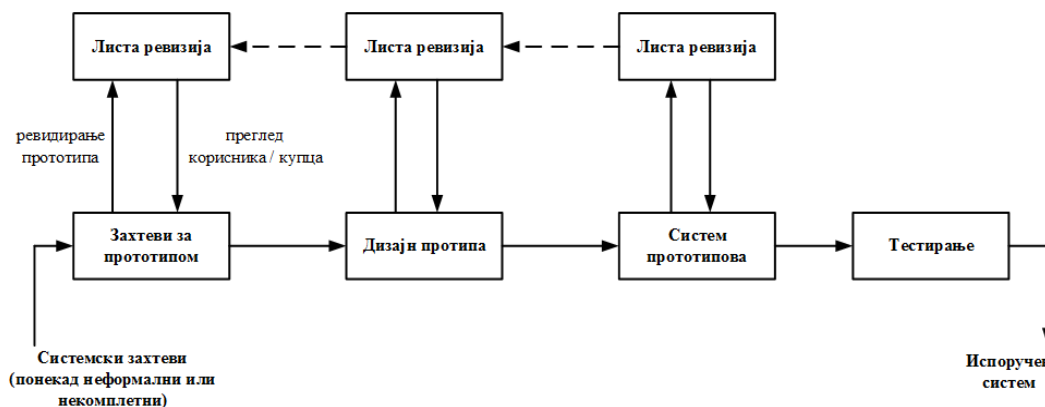 Листа ревизија
Листа ревизија
Листа ревизија
ревидирање
прототипа
преглед
корисника / купца
Захтеви за
прототипом
Дизајн протипа
Систем
прототипова
Тестирање
Системски захтеви
(понекад неформални или
некомплетни)
Испоручен
систем